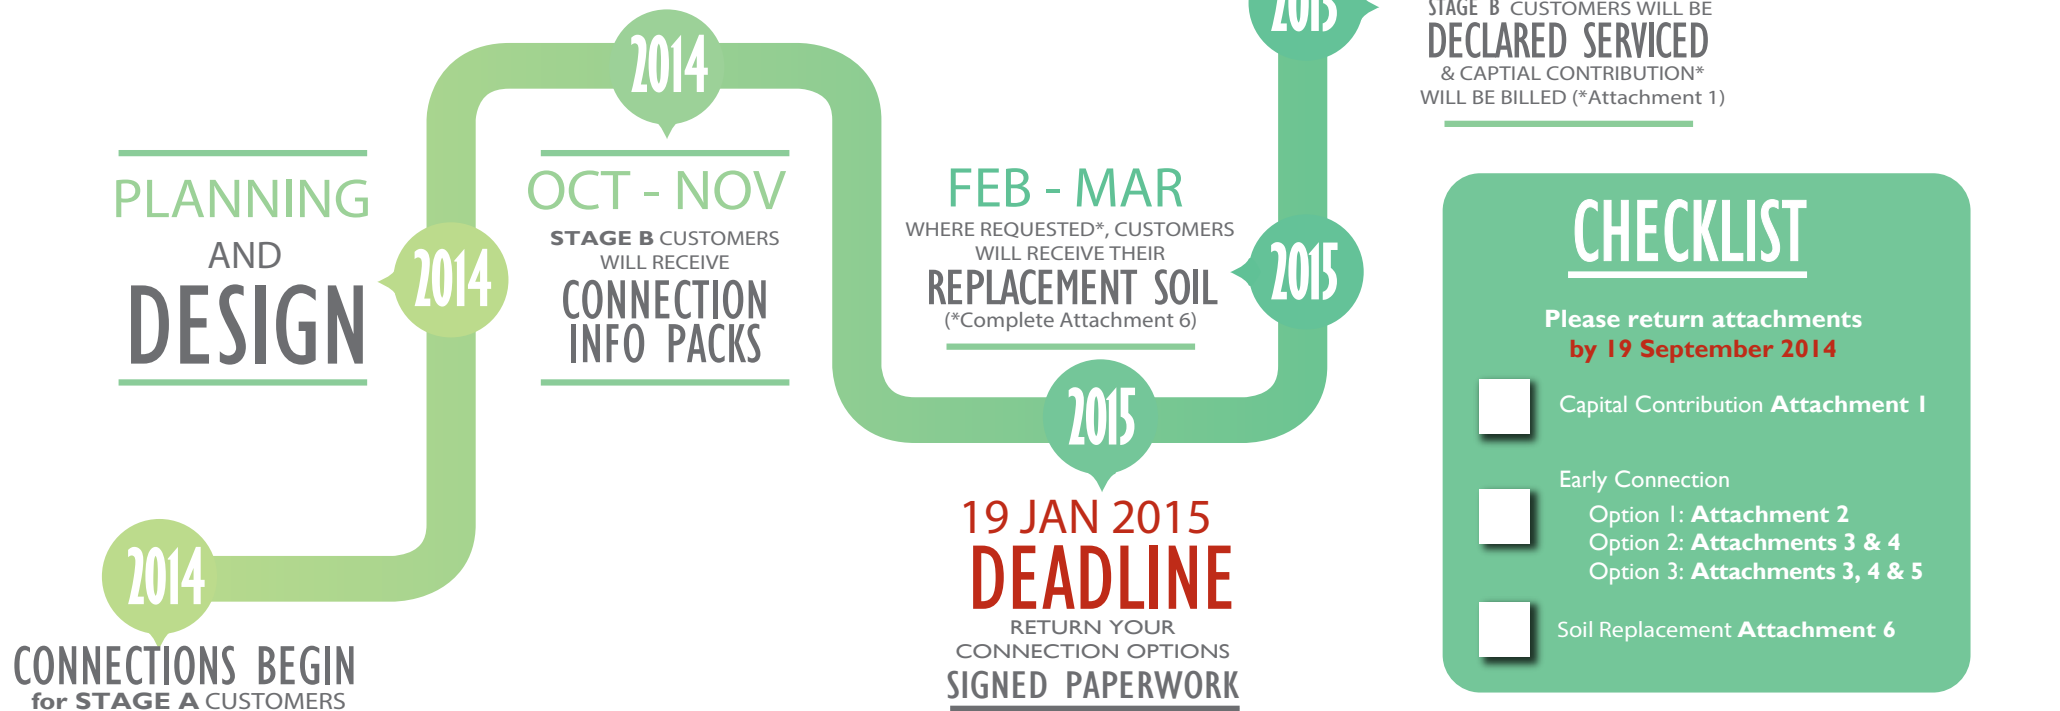 2014
CONNECTIONS BEGIN
for STAGE A CUSTOMERS
PLANNING
AND
DESIGN
2014
2014
OCT - NOV
STAGE B CUSTOMERS
WILL RECEIVE
CONNECTION
INFO PACKS
2015
19 JAN 2015
DEADLINE
RETURN YOUR
CONNECTION OPTIONS
SIGNED PAPERWORK
FEB - MAR
WHERE REQUESTED*, CUSTOMERS
WILL RECEIVE THEIR
REPLACEMENT SOIL
(*Complete Attachment 6)
2015
2015
STAGE B CUSTOMERS WILL BE
DECLARED SERVICED
& CAPTIAL CONTRIBUTION*
WILL BE BILLED (*Attachment 1)
CHECKLIST
Please return attachments
by 19 September 2014
Capital Contribution Attachment 1
Early Connection
Option 1: Attachment 2
Option 2: Attachments 3 & 4
Option 3: Attachments 3, 4 & 5
Soil Replacement Attachment 6